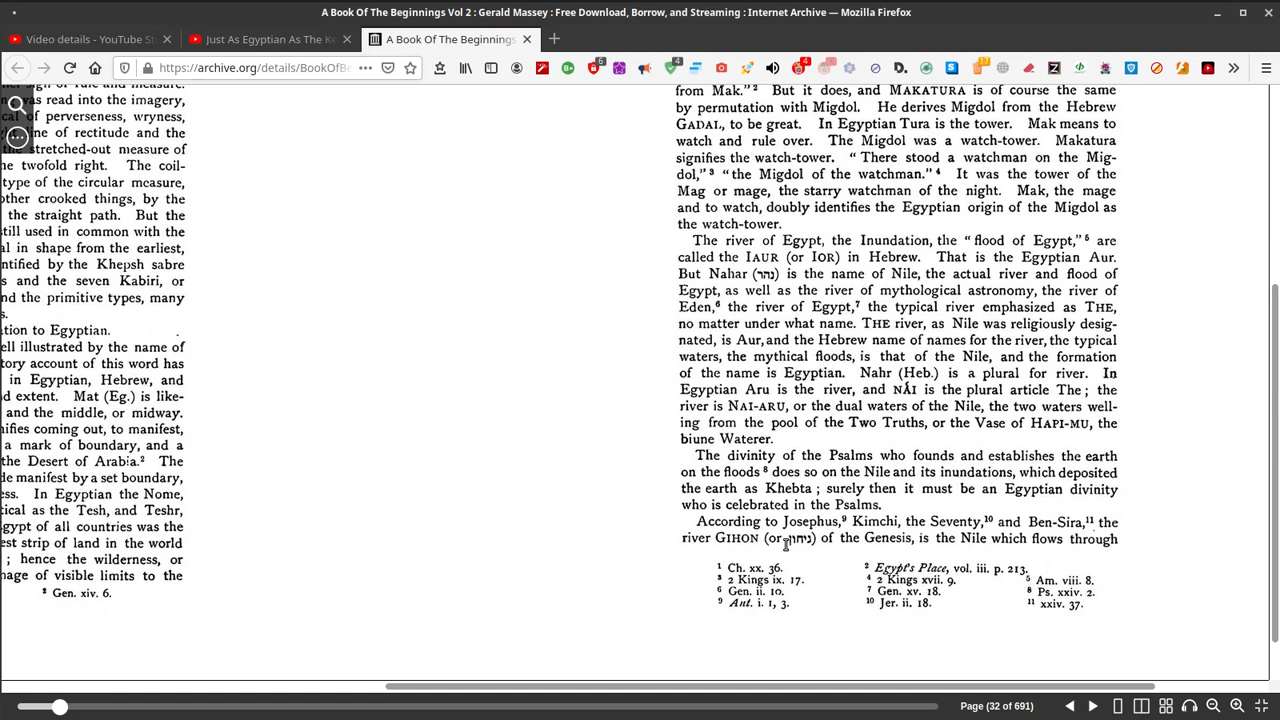 A Book Of The Beginnings Vol 2 : Gerald Massey : Free Download, Borrow, and Streaming : Internet Archive — Mozilla Firefox
Video details - YouTube St
Just As Egyptian As The Ke
A Book Of The Beginnings
https://archive.org/details/BookOfBe
was read into the imagery,
of perverseness, wryness,
line of rectitude and the
stretched-out measure of
twofold right. The coil-
type of the circular measure,
other crooked things, by the
the straight path. But the
still used in common with the
in shape from the earliest,
ntified by the Khepsh sabre
s and the seven Kabiri, or
nd the primitive types, many
s.
tion to Egyptian.
ell illustrated by the name of
tory account of this word has
in Egyptian, Hebrew, and
d extent. Mat (Eg.) is like-
and the middle, or midway.
nifies coming out, to manifest,
a mark of boundary, and a
the Desert of Arabia.² The
de manifest by a set boundary,
ess. In Egyptian the Nome,
tical as the Tesh, and Teshr,
gypt of all countries was the
est strip of land in the world
; hence the wilderness, or
nage of visible limits to the
² Gen. xiv. 6.
from Mak."² But it does, and MAKATURA is of course the same
by permutation with Migdol. He derives Migdol from the Hebrew
GADAL, to be great. In Egyptian Tura is the tower. Mak means to
watch and rule over. The Migdol was a watch-tower. Makatura
signifies the watch-tower. "There stood a watchman on the Mig-
dol,"³ "the Migdol of the watchman."⁴ It was the tower of the
Mag or mage, the starry watchman of the night. Mak, the mage
and to watch, doubly identifies the Egyptian origin of the Migdol as
the watch-tower.
The river of Egypt, the Inundation, the "flood of Egypt,"⁵ are
called the IAUR (or IOR) in Hebrew. That is the Egyptian Aur.
But Nahar (נהר) is the name of Nile, the actual river and flood of
Egypt, as well as the river of mythological astronomy, the river of
Eden,⁶ the river of Egypt,⁷ the typical river emphasized as THE,
no matter under what name. THE river, as Nile was religiously desig-
nated, is Aur, and the Hebrew name of names for the river, the typical
waters, the mythical floods, is that of the Nile, and the formation
of the name is Egyptian. Nahr (Heb.) is a plural for river. In
Egyptian Aru is the river, and NÁI is the plural article The; the
river is NAI-ARU, or the dual waters of the Nile, the two waters well-
ing from the pool of the Two Truths, or the Vase of HAPI-MU, the
biune Waterer.
The divinity of the Psalms who founds and establishes the earth
on the floods⁸ does so on the Nile and its inundations, which deposited
the earth as Khebta; surely then it must be an Egyptian divinity
who is celebrated in the Psalms.
According to Josephus,⁹ Kimchi, the Seventy,¹⁰ and Ben-Sira,¹¹ the
river GIHON (or גיחון) of the Genesis, is the Nile which flows through
¹ Ch. xx. 36. ² Egypt's Place, vol. iii. p. 213.
³ 2 Kings ix. 17. ⁴ 2 Kings xvii. 9. ⁵ Am. viii. 8.
⁶ Gen. ii. 10. ⁷ Gen. xv. 18. ⁸ Ps. xxiv. 2.
⁹ Ant. i. 1, 3. ¹⁰ Jer. ii. 18. ¹¹ xxiv. 37.
Page (32 of 691)